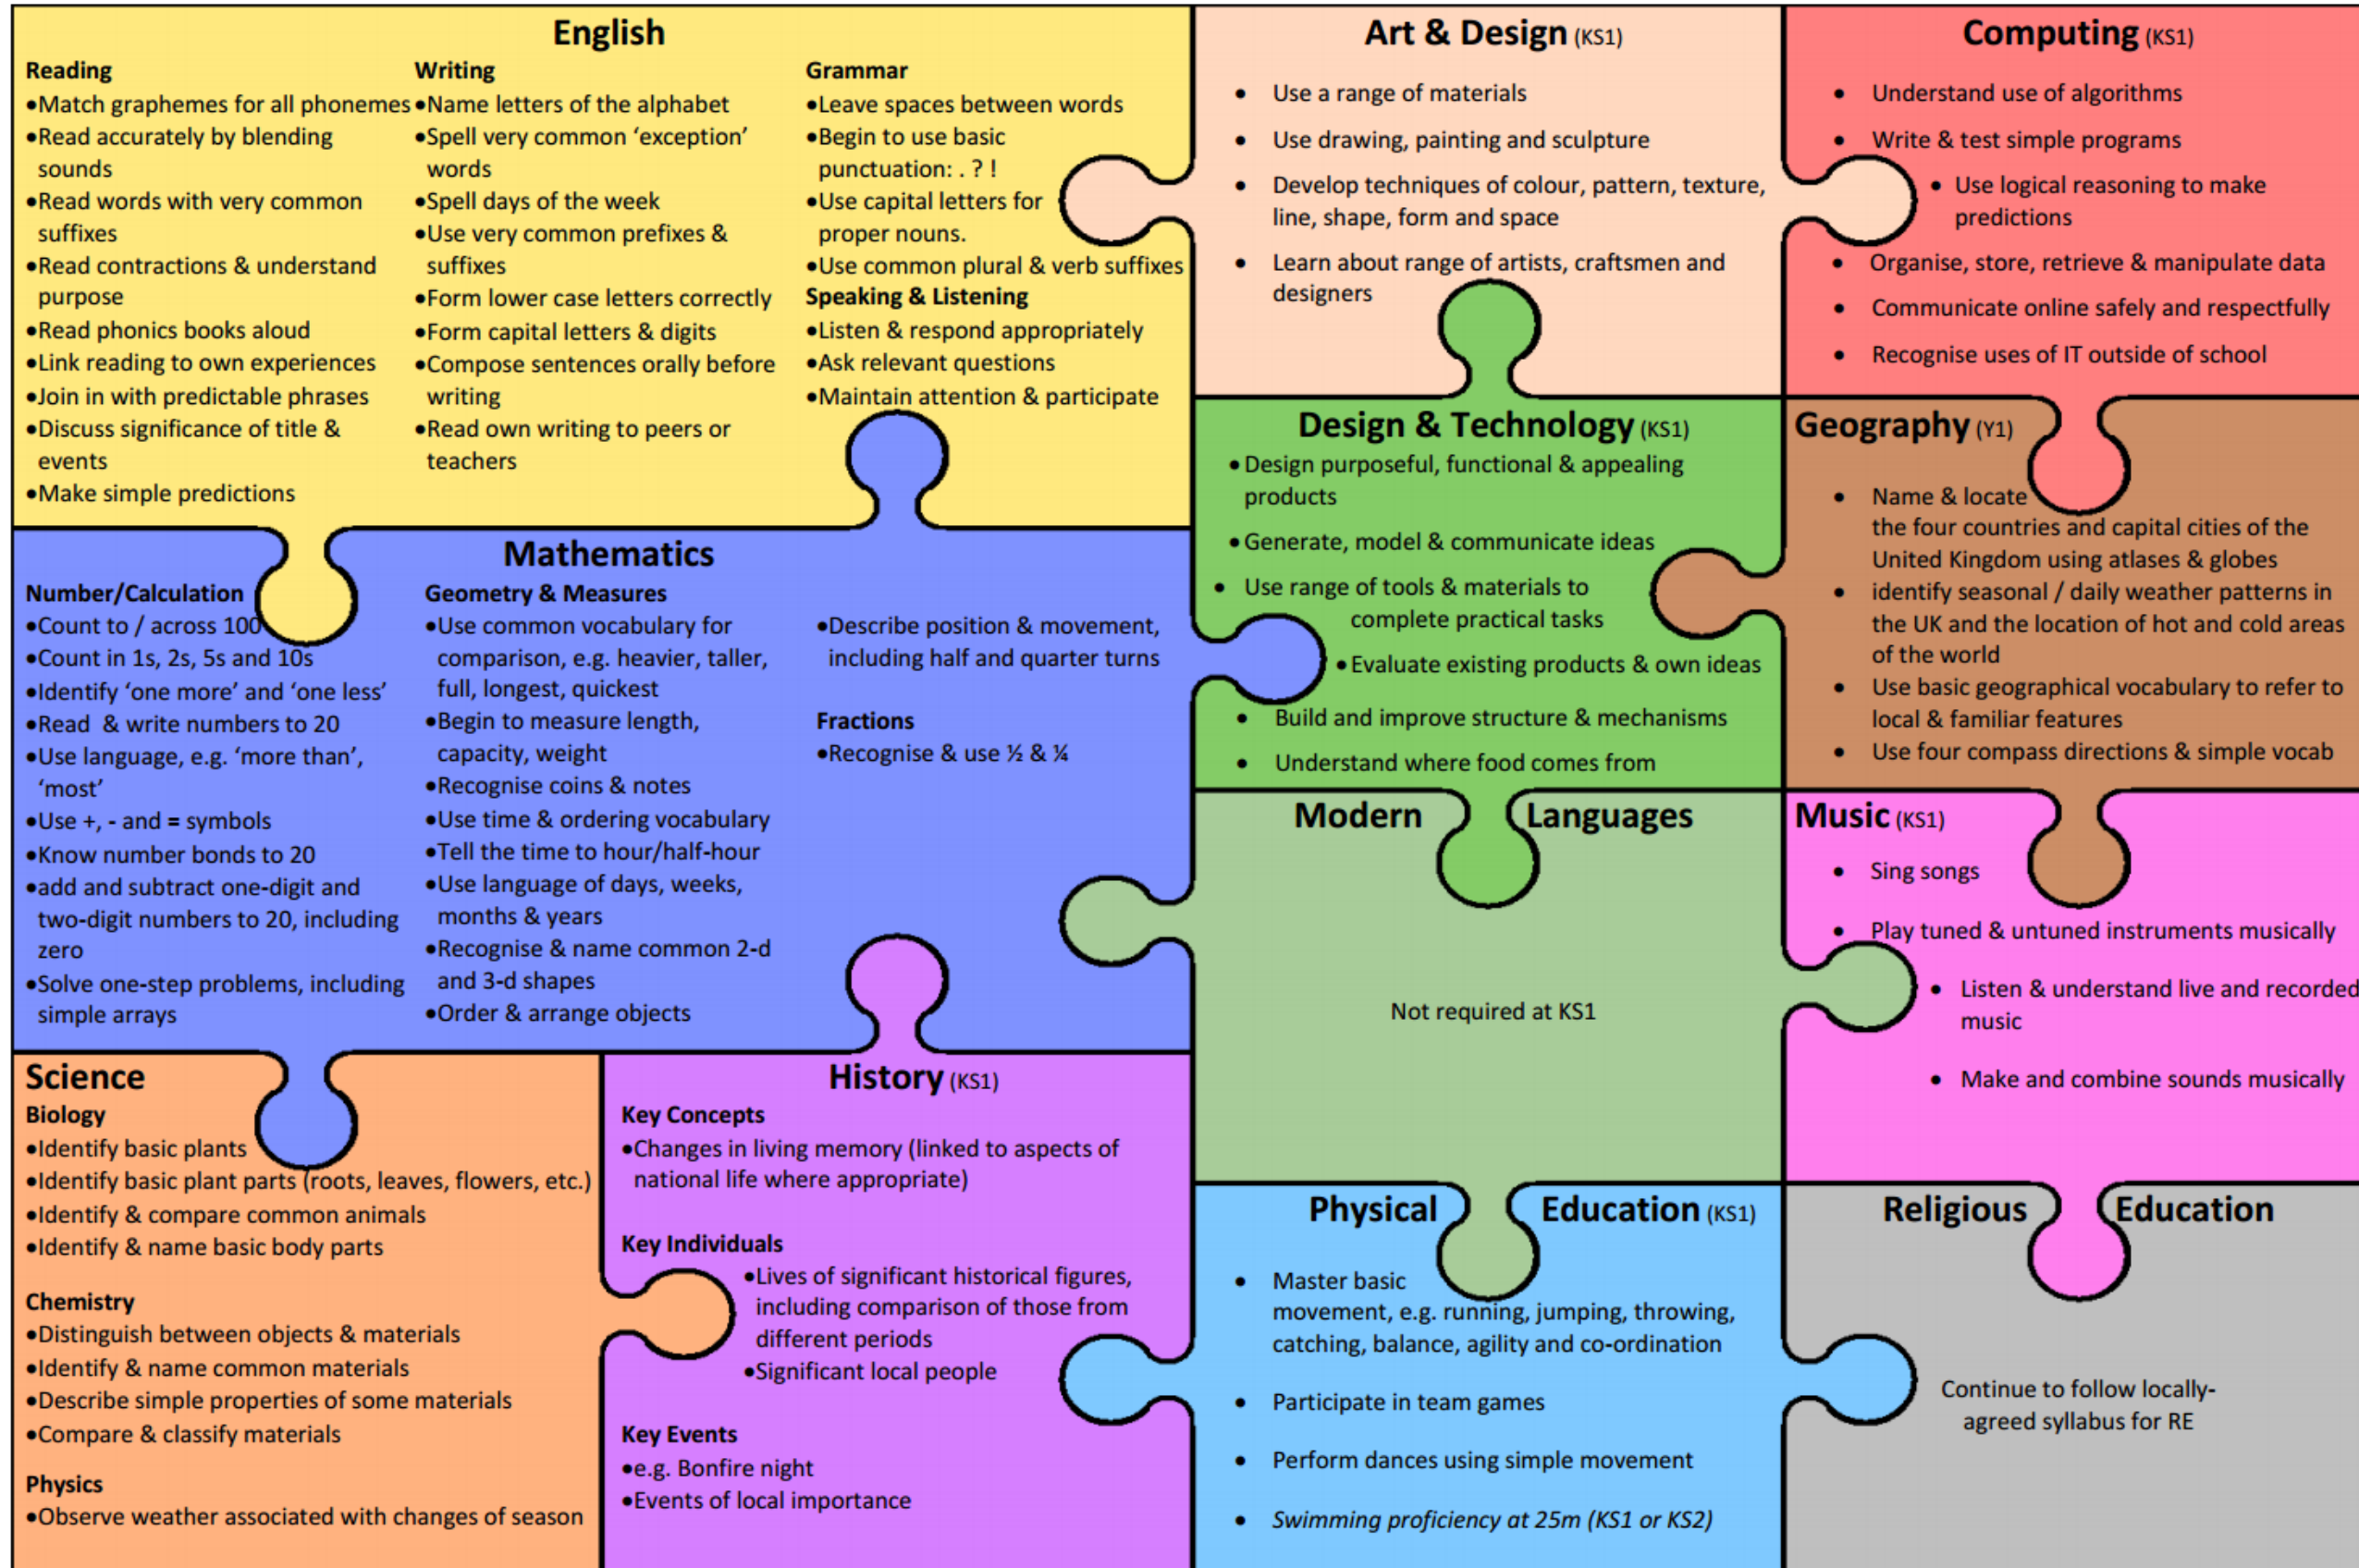 English
Reading
•Match graphemes for all phonemes
•Read accurately by blending
sounds
•Read words with very common
suffixes
•Read contractions & understand
purpose
•Read phonics books aloud
•Link reading to own experiences
•Join in with predictable phrases
•Discuss significance of title &
events
•Make simple predictions
Writing
•Name letters of the alphabet
•Spell very common ‘exception’
words
•Spell days of the week
•Use very common prefixes &
suffixes
•Form lower case letters correctly
•Form capital letters & digits
•Compose sentences orally before
writing
•Read own writing to peers or
teachers
Grammar
•Leave spaces between words
•Begin to use basic
punctuation: . ? !
•Use capital letters for
proper nouns.
•Use common plural & verb suffixes
Speaking & Listening
•Listen & respond appropriately
•Ask relevant questions
•Maintain attention & participate
Art & Design (KS1)
• Use a range of materials
• Use drawing, painting and sculpture
• Develop techniques of colour, pattern, texture,
line, shape, form and space
• Learn about range of artists, craftsmen and
designers
Computing (KS1)
• Understand use of algorithms
• Write & test simple programs
• Use logical reasoning to make
predictions
• Organise, store, retrieve & manipulate data
• Communicate online safely and respectfully
• Recognise uses of IT outside of school
Mathematics
Number/Calculation
•Count to / across 100
•Count in 1s, 2s, 5s and 10s
•Identify ‘one more’ and ‘one less’
•Read & write numbers to 20
•Use language, e.g. ‘more than’,
‘most’
•Use +, - and = symbols
•Know number bonds to 20
•add and subtract one-digit and
two-digit numbers to 20, including
zero
•Solve one-step problems, including
simple arrays
Geometry & Measures
•Use common vocabulary for
comparison, e.g. heavier, taller,
full, longest, quickest
•Begin to measure length,
capacity, weight
•Recognise coins & notes
•Use time & ordering vocabulary
•Tell the time to hour/half-hour
•Use language of days, weeks,
months & years
•Recognise & name common 2-d
and 3-d shapes
•Order & arrange objects
•Describe position & movement,
including half and quarter turns
Fractions
•Recognise & use ½ & ¼
Design & Technology (KS1)
• Design purposeful, functional & appealing
products
• Generate, model & communicate ideas
• Use range of tools & materials to
complete practical tasks
• Evaluate existing products & own ideas
• Build and improve structure & mechanisms
• Understand where food comes from
Geography (Y1)
• Name & locate
the four countries and capital cities of the
United Kingdom using atlases & globes
• identify seasonal / daily weather patterns in
the UK and the location of hot and cold areas
of the world
• Use basic geographical vocabulary to refer to
local & familiar features
• Use four compass directions & simple vocab
Modern Languages
Not required at KS1
Music (KS1)
• Sing songs
• Play tuned & untuned instruments musically
• Listen & understand live and recorded
music
• Make and combine sounds musically
Science
Biology
•Identify basic plants
•Identify basic plant parts (roots, leaves, flowers, etc.)
•Identify & compare common animals
•Identify & name basic body parts
Chemistry
•Distinguish between objects & materials
•Identify & name common materials
•Describe simple properties of some materials
•Compare & classify materials
Physics
•Observe weather associated with changes of season
History (KS1)
Key Concepts
•Changes in living memory (linked to aspects of
national life where appropriate)
Key Individuals
•Lives of significant historical figures,
including comparison of those from
different periods
•Significant local people
Key Events
•e.g. Bonfire night
•Events of local importance
Physical Education (KS1)
• Master basic
movement, e.g. running, jumping, throwing,
catching, balance, agility and co-ordination
• Participate in team games
• Perform dances using simple movement
• Swimming proficiency at 25m (KS1 or KS2)
Religious Education
Continue to follow locally-
agreed syllabus for RE